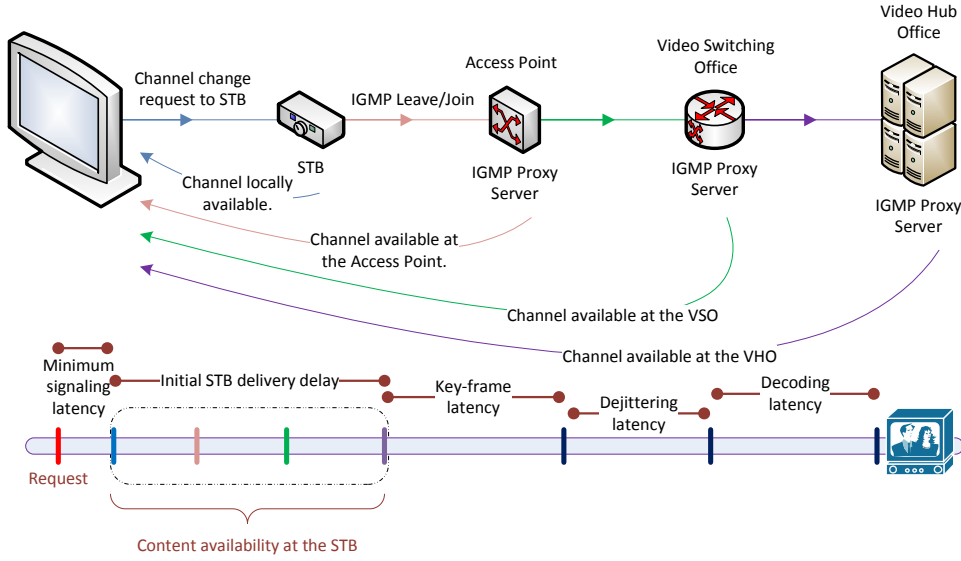 Video Hub
Office
Video Switching
Office
Access Point
Channel change
request to STB
IGMP Leave/Join
STB
IGMP Proxy
Server
IGMP Proxy
Server
IGMP Proxy
Server
Channel locally
available.
Channel available at
the Access Point.
Channel available at the VSO
Channel available at the VHO
Minimum
signaling
latency
Initial STB delivery delay
Key-frame
latency
Dejittering
latency
Decoding
latency
Request
Content availability at the STB